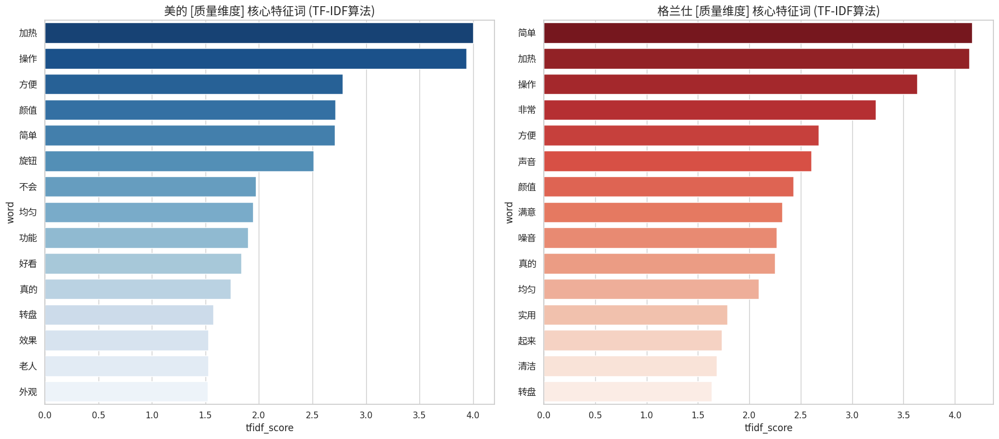 美的 [质量维度] 核心特征词 (TF-IDF算法)
word
加热
操作
方便
颜值
简单
旋钮
不会
均匀
功能
好看
真的
转盘
效果
老人
外观
0.0 0.5 1.0 1.5 2.0 2.5 3.0 3.5 4.0
tfidf_score
格兰仕 [质量维度] 核心特征词 (TF-IDF算法)
word
简单
加热
操作
非常
方便
声音
颜值
满意
噪音
真的
均匀
实用
起来
清洁
转盘
0.0 0.5 1.0 1.5 2.0 2.5 3.0 3.5 4.0
tfidf_score